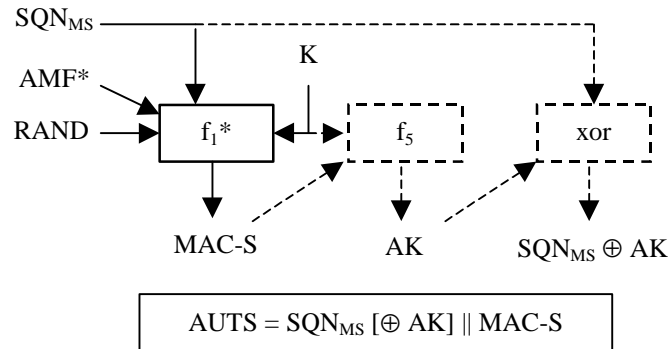 SQN_MS
K
AMF*
RAND
f_1*
f_5
xor
MAC-S
AK
SQN_MS ⊕ AK
AUTS = SQN_MS [⊕ AK] || MAC-S